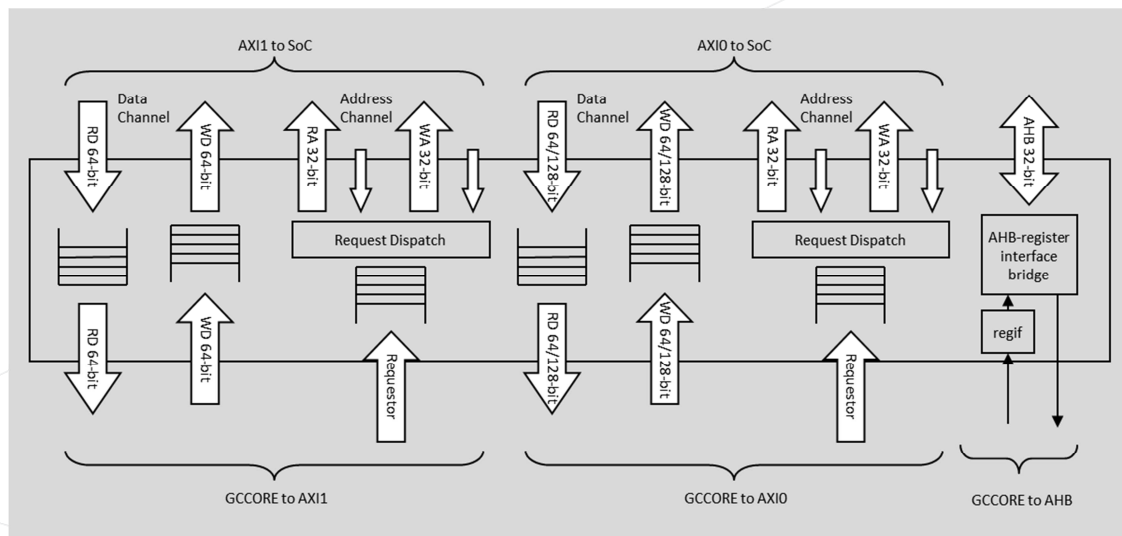 AXI1 to SoC
AXI0 to SoC
Data
Channel
Address
Channel
Data
Channel
Address
Channel
RD 64-bit
WD 64-bit
RA 32-bit
WA 32-bit
RD 64/128-bit
WD 64/128-bit
RA 32-bit
WA 32-bit
AHB 32-bit
Request Dispatch
Request Dispatch
AHB-register
interface
bridge
regif
RD 64-bit
WD 64-bit
Requestor
RD 64/128-bit
WD 64/128-bit
Requestor
GCCORE to AXI1
GCCORE to AXI0
GCCORE to AHB